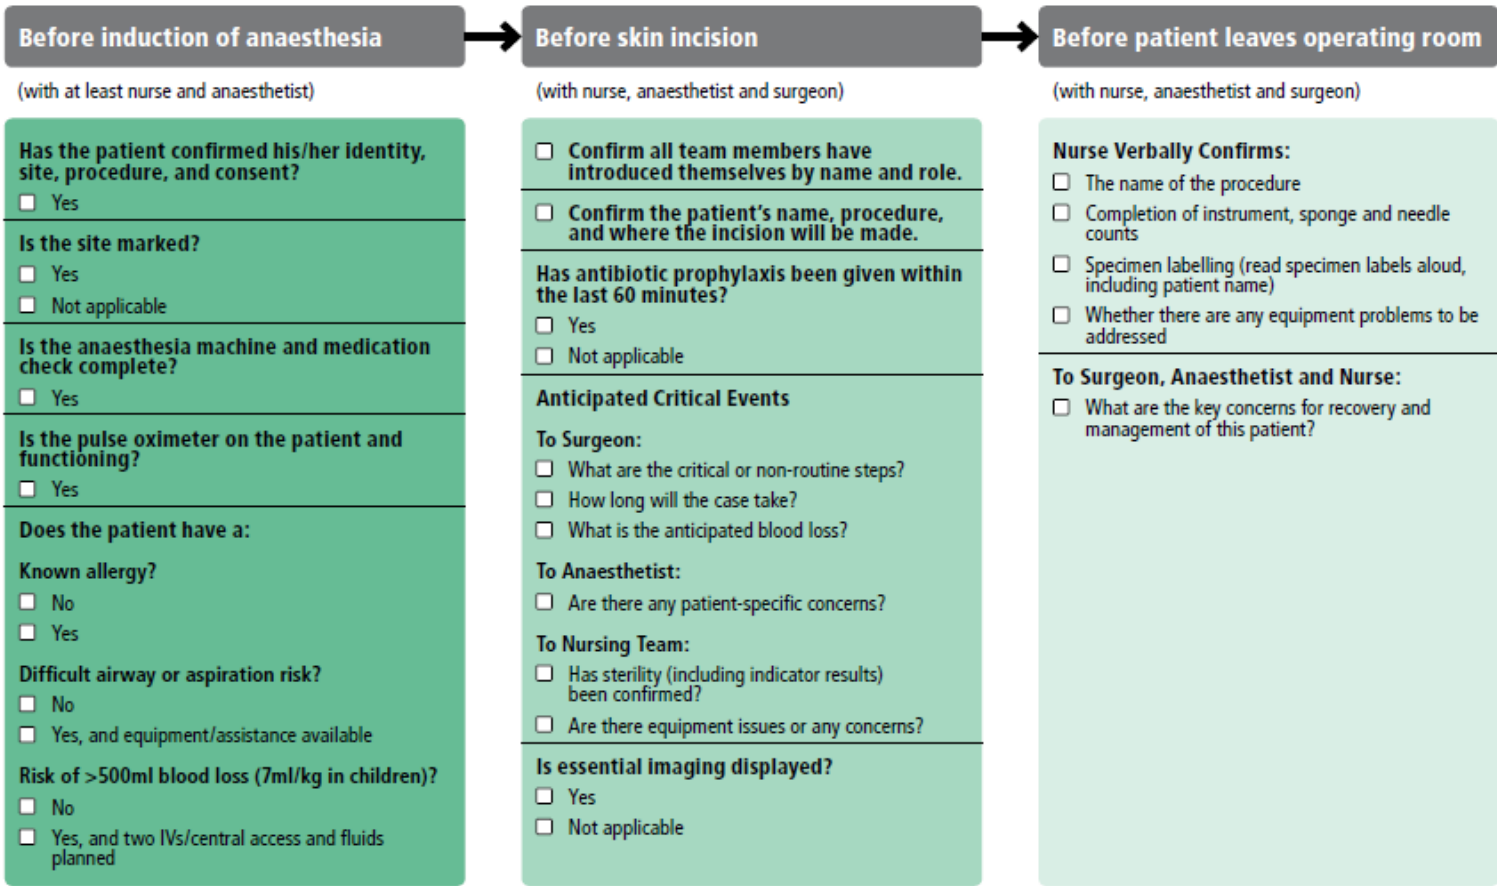 Before induction of anaesthesia
(with at least nurse and anaesthetist)
Has the patient confirmed his/her identity,
site, procedure, and consent?
Yes
Is the site marked?
Yes
Not applicable
Is the anaesthesia machine and medication
check complete?
Yes
Is the pulse oximeter on the patient and
functioning?
Yes
Does the patient have a:
Known allergy?
No
Yes
Difficult airway or aspiration risk?
No
Yes, and equipment/assistance available
Risk of >500ml blood loss (7ml/kg in children)?
No
Yes, and two IVs/central access and fluids
planned
Before skin incision
(with nurse, anaesthetist and surgeon)
Confirm all team members have
introduced themselves by name and role.
Confirm the patient's name, procedure,
and where the incision will be made.
Has antibiotic prophylaxis been given within
the last 60 minutes?
Yes
Not applicable
Anticipated Critical Events
To Surgeon:
What are the critical or non-routine steps?
How long will the case take?
What is the anticipated blood loss?
To Anaesthetist:
Are there any patient-specific concerns?
To Nursing Team:
Has sterility (including indicator results)
been confirmed?
Are there equipment issues or any concerns?
Is essential imaging displayed?
Yes
Not applicable
Before patient leaves operating room
(with nurse, anaesthetist and surgeon)
Nurse Verbally Confirms:
The name of the procedure
Completion of instrument, sponge and needle
counts
Specimen labelling (read specimen labels aloud,
including patient name)
Whether there are any equipment problems to be
addressed
To Surgeon, Anaesthetist and Nurse:
What are the key concerns for recovery and
management of this patient?